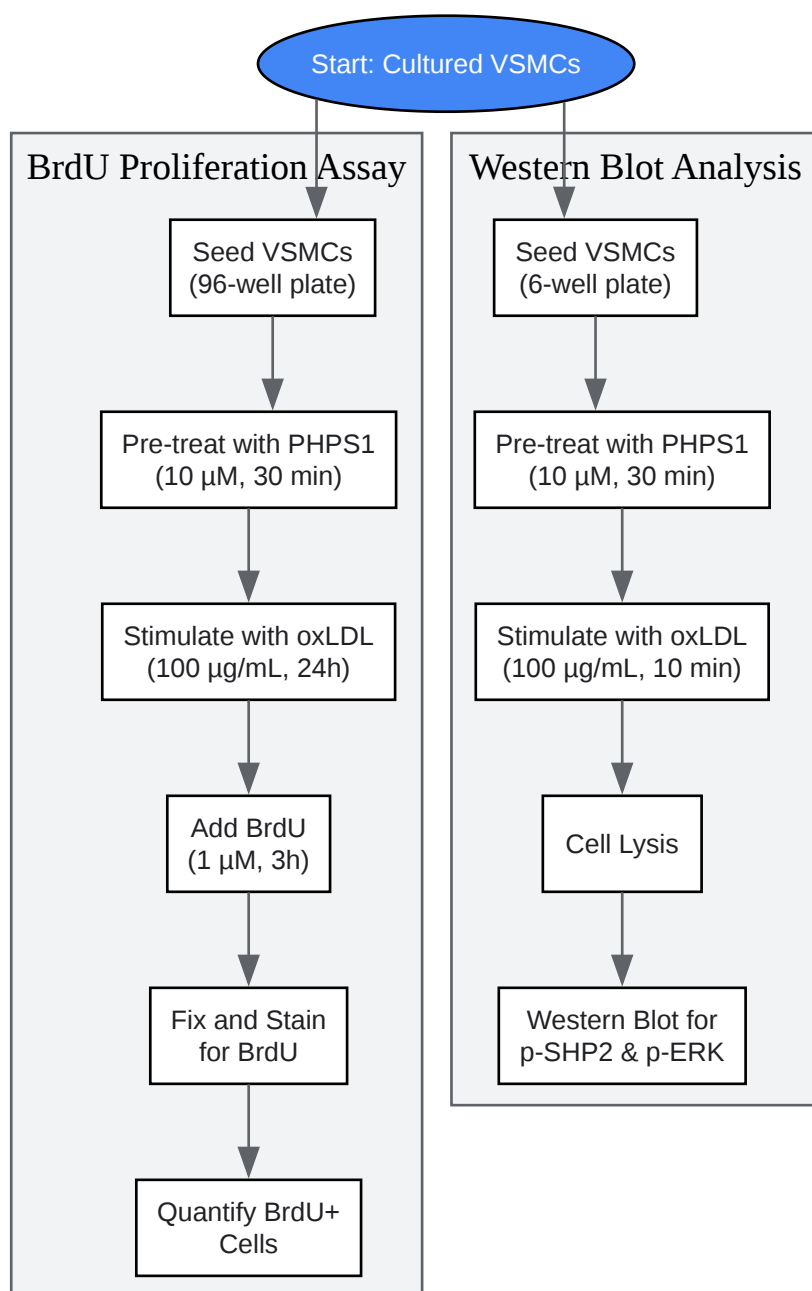 Start: Cultured VSMCs
BrdU Proliferation Assay
Seed VSMCs
(96-well plate)
Pre-treat with PHPS1
(10 µM, 30 min)
Stimulate with oxLDL
(100 µg/mL, 24h)
Add BrdU
(1 µM, 3h)
Fix and Stain
for BrdU
Quantify BrdU+
Cells
Western Blot Analysis
Seed VSMCs
(6-well plate)
Pre-treat with PHPS1
(10 µM, 30 min)
Stimulate with oxLDL
(100 µg/mL, 10 min)
Cell Lysis
Western Blot for
p-SHP2 & p-ERK